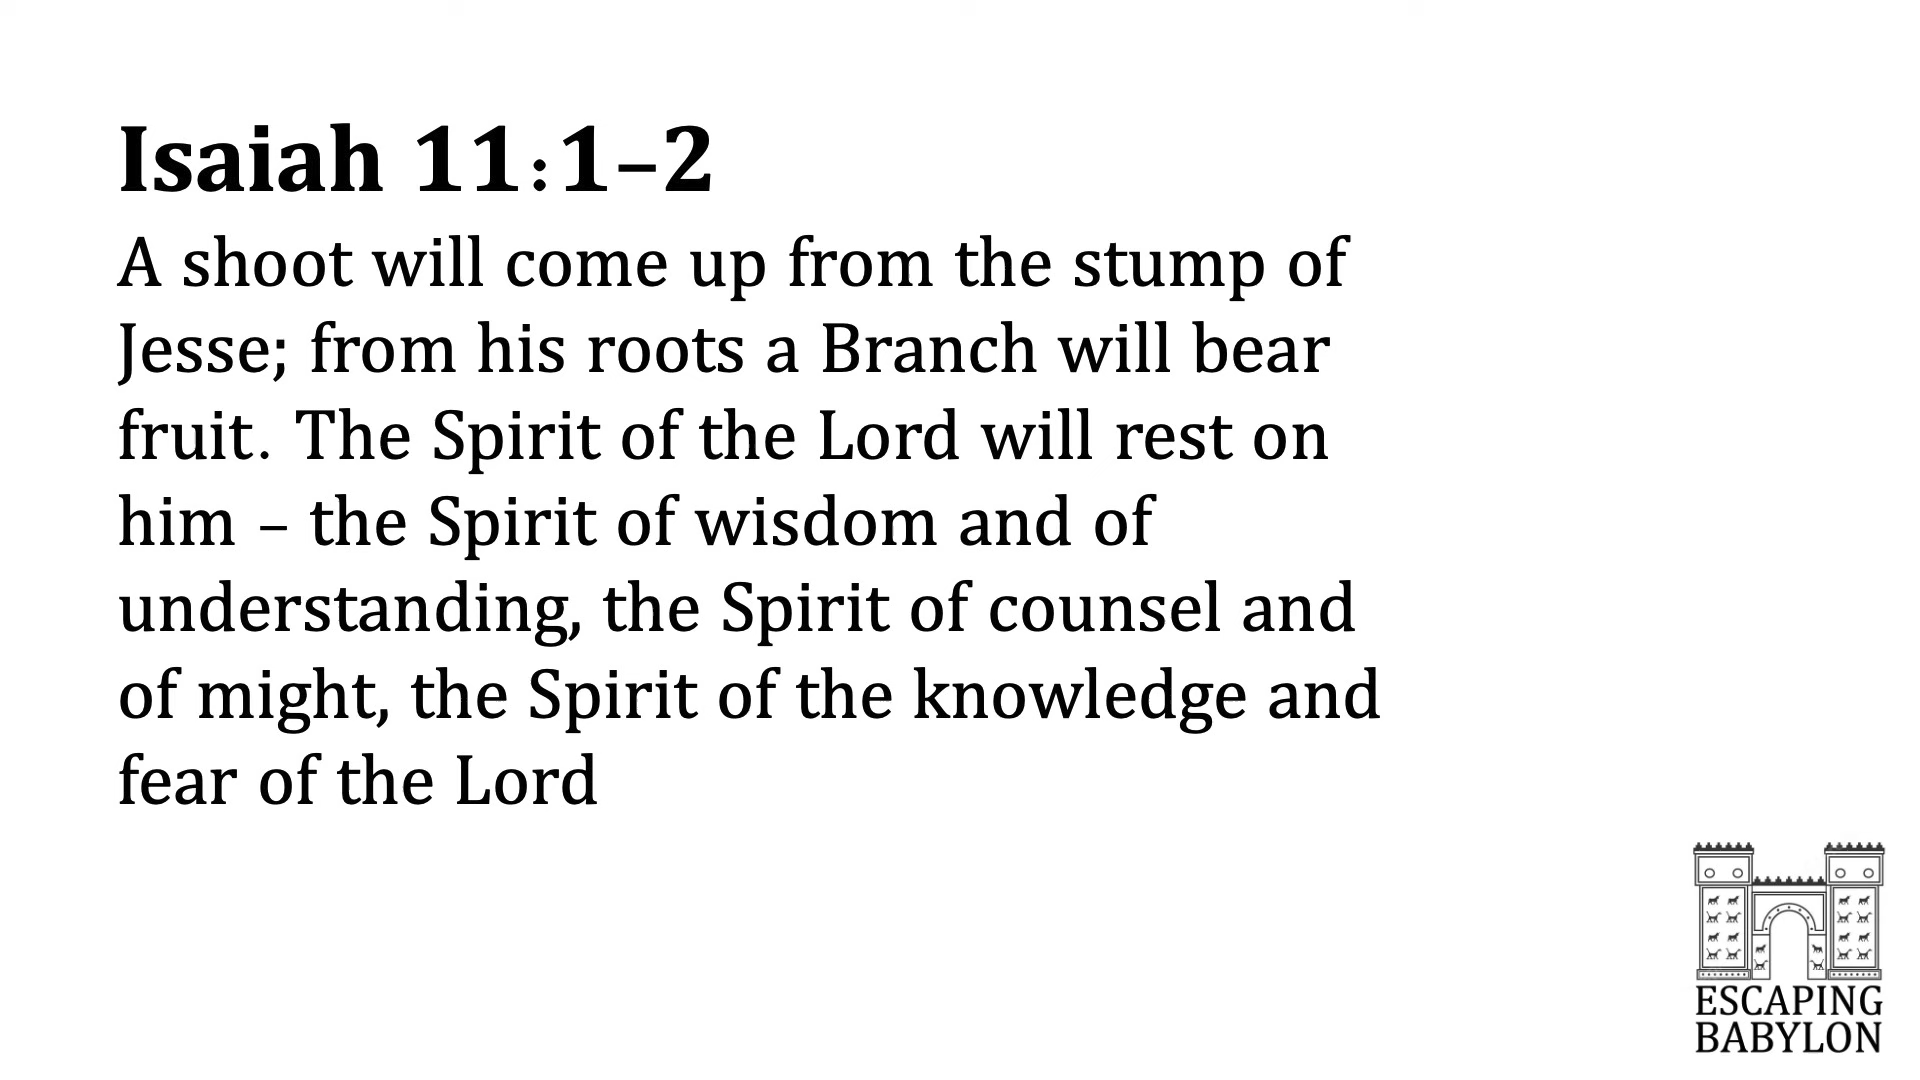 Isaiah 11:1–2
A shoot will come up from the stump of
Jesse; from his roots a Branch will bear
fruit. The Spirit of the Lord will rest on
him – the Spirit of wisdom and of
understanding, the Spirit of counsel and
of might, the Spirit of the knowledge and
fear of the Lord
ESCAPING
BABYLON